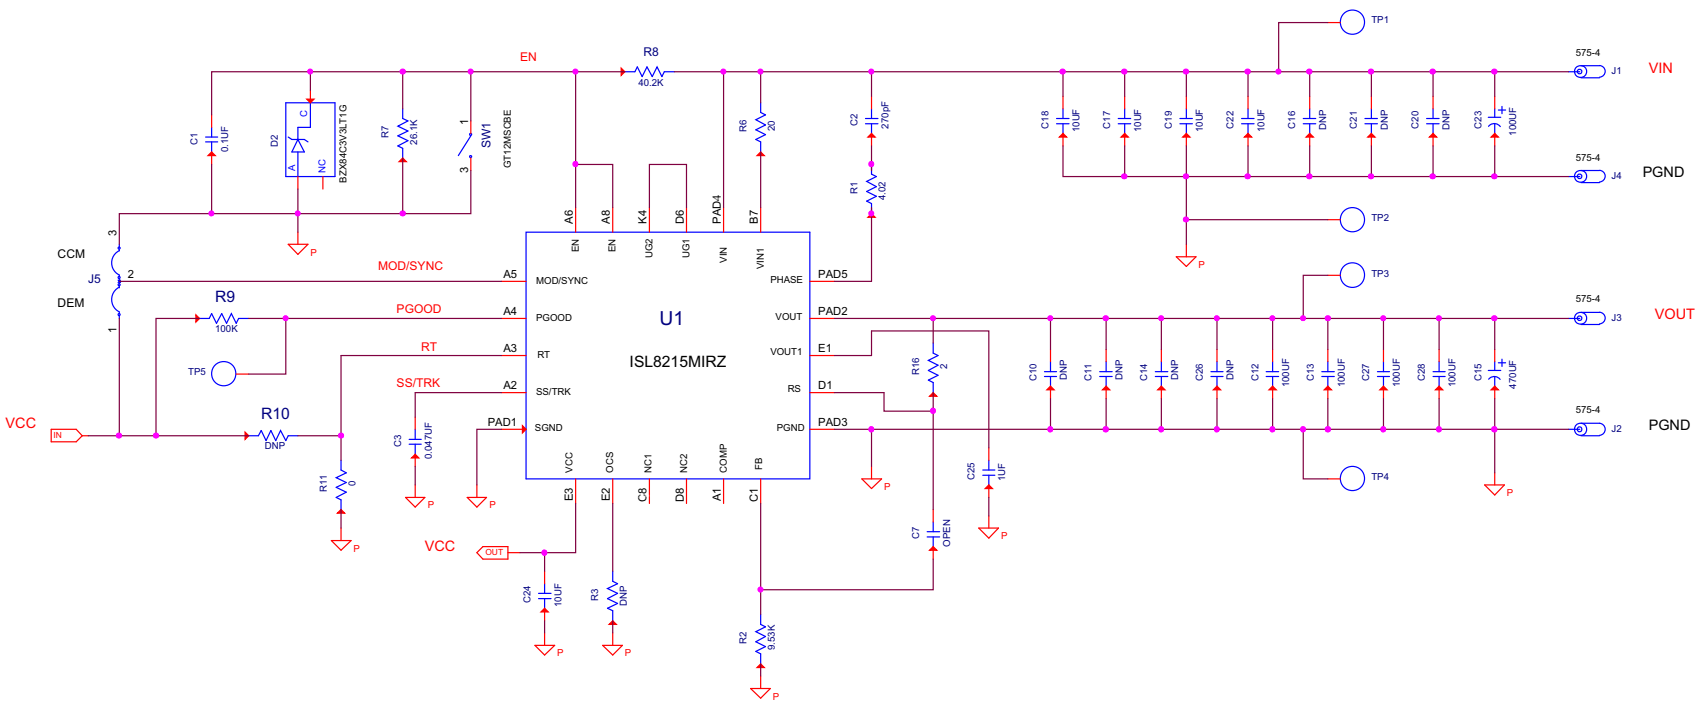 TP1
EN
R8
40.2K
575-4
J1
VIN
C1
0.1UF
D2
C
A
NC
BZX84C3V3LT1G
R7
26.1K
1
3
SW1
GT12MSCBE
R6
20
C2
270pF
R1
4.02
C18
10UF
C17
10UF
C19
10UF
C22
10UF
C16
DNP
C21
DNP
C20
DNP
C23
+
100UF
575-4
J4
PGND
TP2
P
P
3
CCM
J5
2
DEM
1
MOD/SYNC
A5
MOD/SYNC
A6
EN
A8
EN
K4
UG2
D6
UG1
PAD4
VIN
B7
VIN1
PHASE
PAD5
TP3
R9
100K
PGOOD
A4
PGOOD
U1
ISL8215MIRZ
VOUT
PAD2
575-4
J3
VOUT
TP5
RT
A3
RT
VOUT1
E1
R16
2
SS/TRK
A2
SS/TRK
RS
D1
C10
DNP
C11
DNP
C14
DNP
C26
DNP
C12
100UF
C13
100UF
C27
100UF
C28
100UF
C15
+
470UF
VCC
IN
R10
DNP
C3
0.047UF
PAD1
SGND
PGND
PAD3
575-4
J2
PGND
R11
0
P
P
P
VCC
E3
OCS
E2
NC1
C8
NC2
D8
COMP
A1
FB
C1
P
C25
1UF
P
TP4
P
VCC
OUT
C24
10UF
P
R3
DNP
P
C7
OPEN
R2
9.53K
P